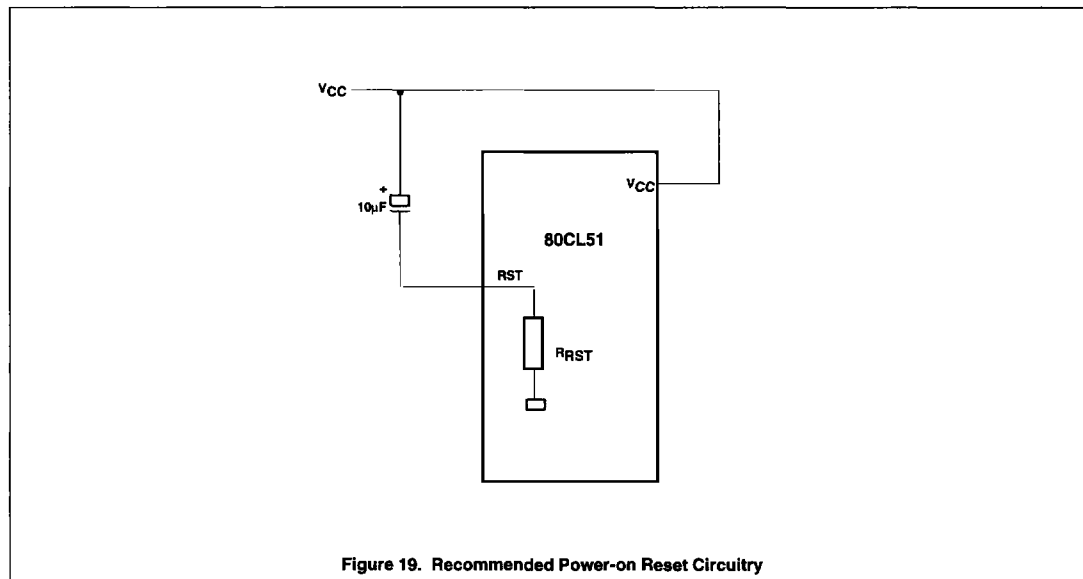 VCC
VCC
+
10μF
80CL51
RST
RRST
Figure 19. Recommended Power-on Reset Circuitry